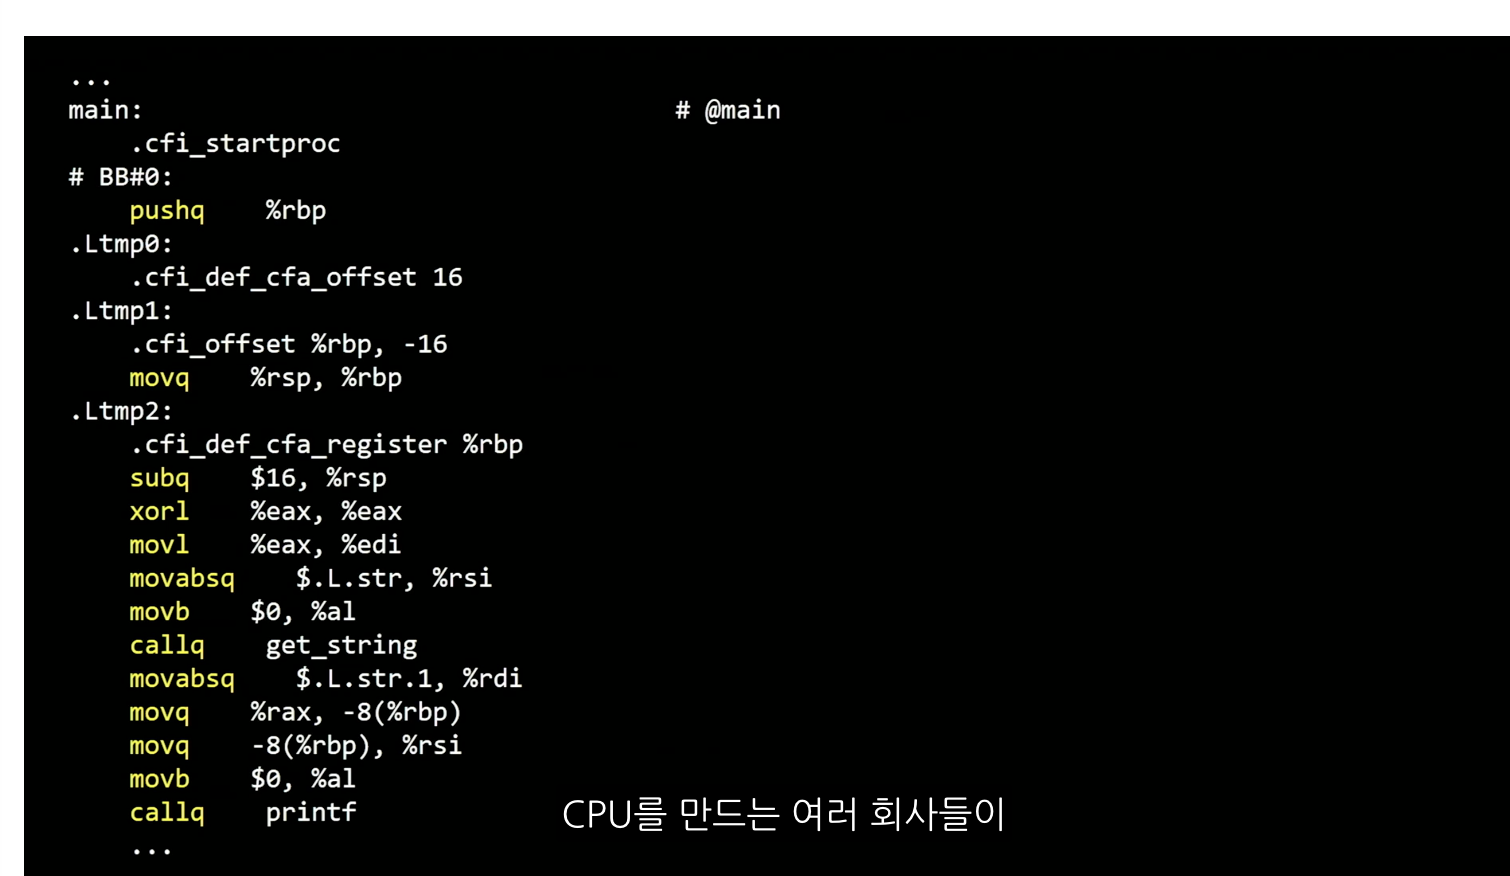 ...
main:                                        # @main
    .cfi_startproc
# BB#0:
    pushq    %rbp
.Ltmp0:
    .cfi_def_cfa_offset 16
.Ltmp1:
    .cfi_offset %rbp, -16
    movq    %rsp, %rbp
.Ltmp2:
    .cfi_def_cfa_register %rbp
    subq    $16, %rsp
    xorl    %eax, %eax
    movl    %eax, %edi
    movabsq    $.L.str, %rsi
    movb    $0, %al
    callq    get_string
    movabsq    $.L.str.1, %rdi
    movq    %rax, -8(%rbp)
    movq    -8(%rbp), %rsi
    movb    $0, %al
    callq    printf
    ...
CPU를 만드는 여러 회사들이